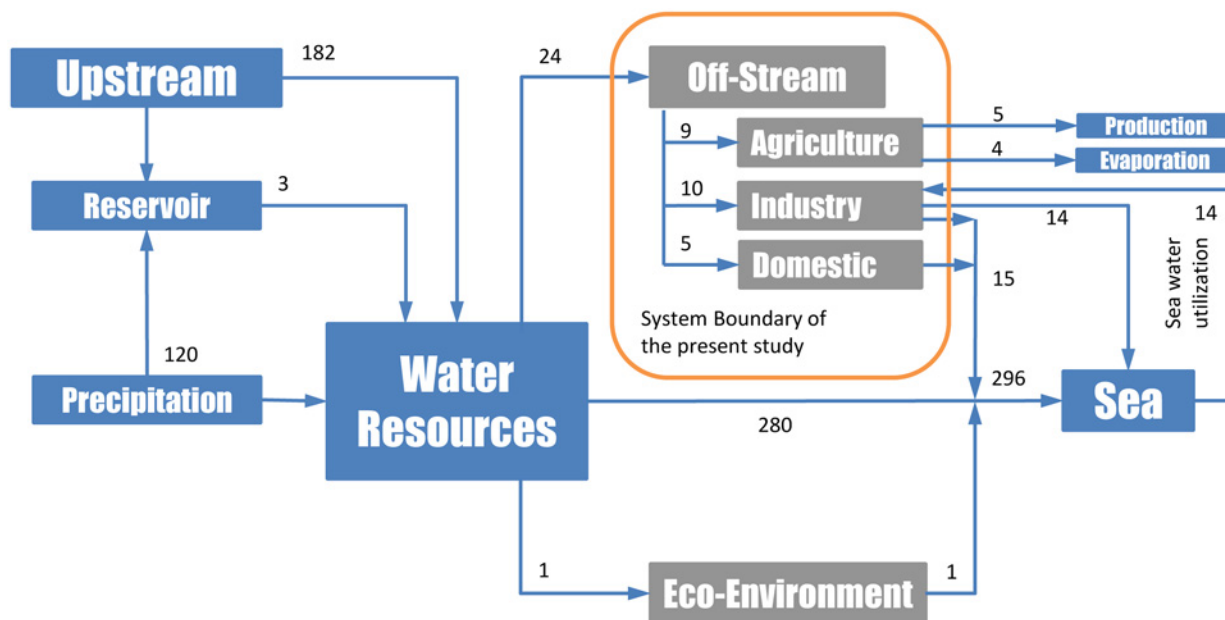 182
24
Upstream
Off-Stream
9
Agriculture
5
Production
4
Evaporation
Reservoir
3
10
Industry
14
14
5
Domestic
15
Sea water
utilization
System Boundary of
the present study
120
Precipitation
Water
Resources
296
280
Sea
1
Eco-Environment
1